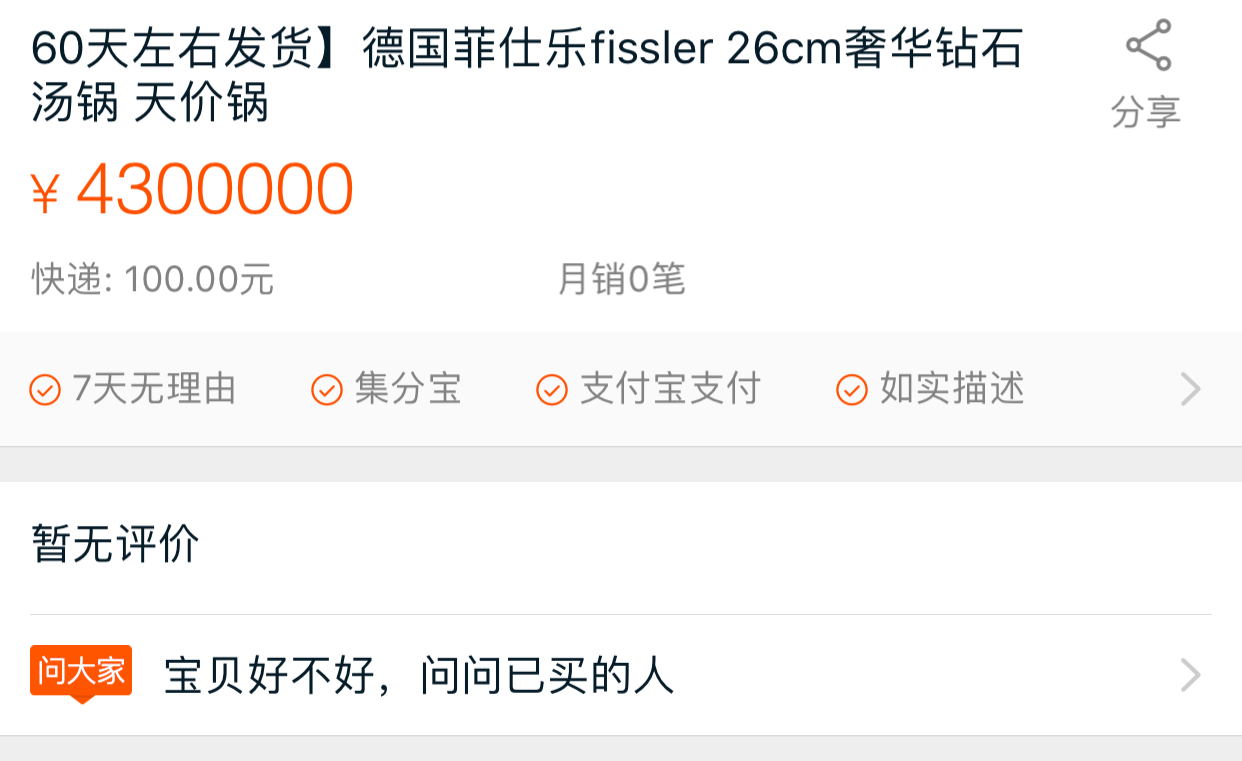 60天左右发货】德国菲仕乐fissler 26cm奢华钻石
汤锅 天价锅
分享
¥ 4300000
快递: 100.00元
月销0笔
7天无理由
集分宝
支付宝支付
如实描述
暂无评价
问大家
宝贝好不好，问问已买的人